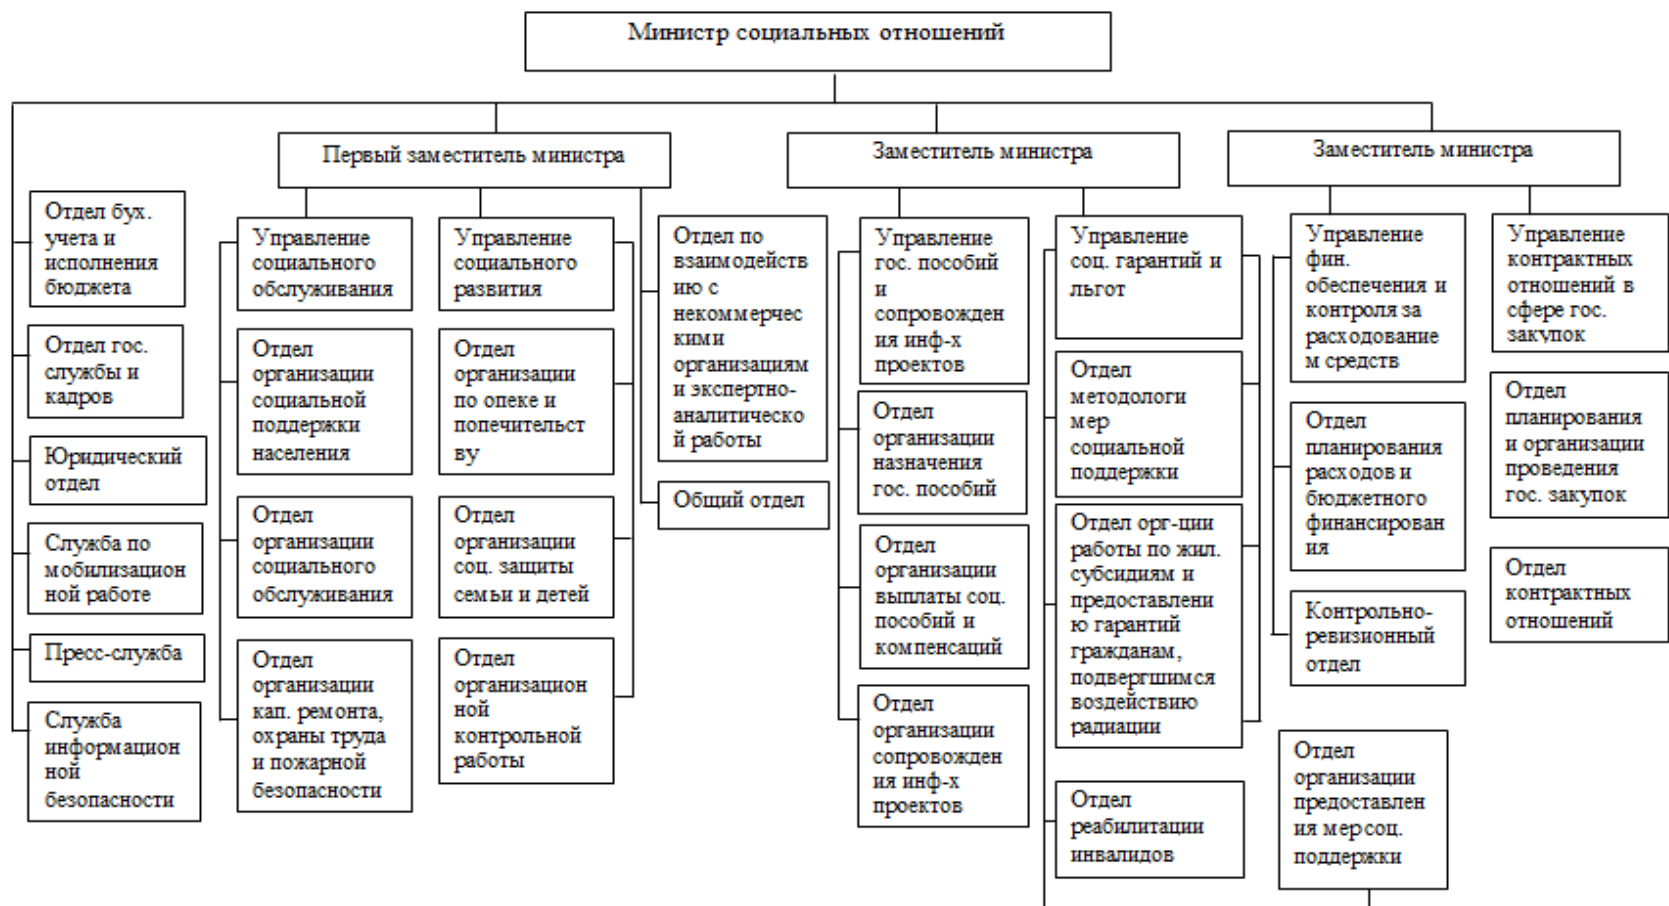 Министр социальных отношений
Первый заместитель министра
Заместитель министра
Заместитель министра
Отдел бух.
учета и
исполнения
бюджета
Отдел гос.
службы и
кадров
Юридический
отдел
Служба по
мобилизацион
ной работе
Пресс-служба
Служба
информацион
ной
безопасности
Управление
социального
обслуживания
Отдел
организации
социальной
поддержки
населения
Отдел
организации
социального
обслуживания
Отдел
организации
кап. ремонта,
охраны труда
и пожарной
безопасности
Управление
социального
развития
Отдел
организации
по опеке и
попечительст
ву
Отдел
организации
соц. защиты
семьи и детей
Отдел
организацион
ной
контрольной
работы
Отдел по
взаимодейств
ию с
некоммерчес
кими
организациям
и экспертно-
аналитическо
й работы
Общий отдел
Управление
гос. пособий
и
сопровожден
ия инф-х
проектов
Отдел
организации
назначения
гос. пособий
Отдел
организации
выплаты соц.
пособий и
компенсаций
Отдел
организации
сопровожден
ия инф-х
проектов
Управление
соц. гарантий и
льгот
Отдел
методологи
мер
социальной
поддержки
Отдел орг-ции
работы по жил.
субсидиям и
предоставлени
ю гарантий
гражданам,
подвергшимся
воздействию
радиации
Отдел
реабилитации
инвалидов
Управление
фин.
обеспечения и
контроля за
расходование
м средств
Отдел
планирования
расходов и
бюджетного
финансирован
ия
Контрольно-
ревизионный
отдел
Отдел
организации
предоставлен
ия мер соц.
поддержки
Управление
контрактных
отношений в
сфере гос.
закупок
Отдел
планирования
и организации
проведения
гос. закупок
Отдел
контрактных
отношений